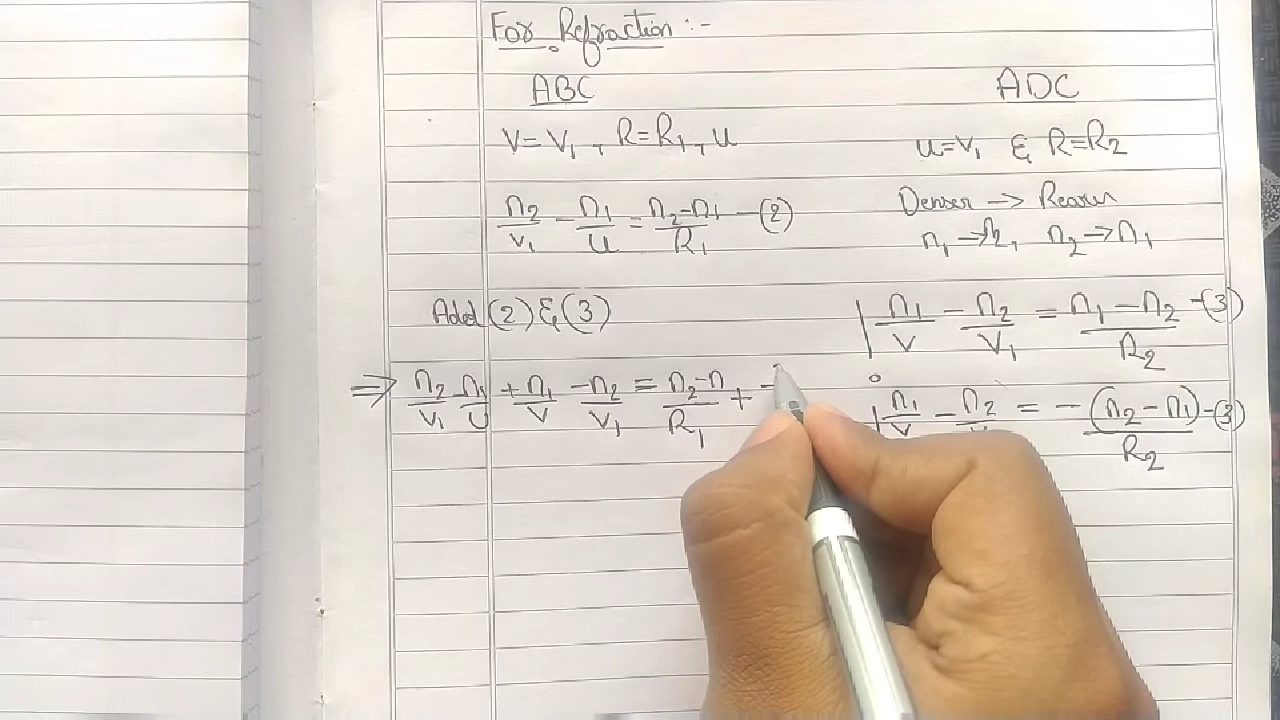 For Refraction :-
ABC
V = V₁, R = R₁, u
n₂/v₁ - n₁/u = n₂-n₁/R₁ -(2)
ADC
u=v₁ & R=R₂
Denser -> Rearer
n₁ -> n₂, n₂ -> n₁
n₁/v - n₂/V₁ = n₁-n₂/R₂ -(3)
n₁/v - n₂/ = -(n₂-n₁)/R₂ -(3)
Add (2) & (3)
=> n₂/v₁ - n₁/u + n₁/v - n₂/v₁ = n₂-n/R₁ + -